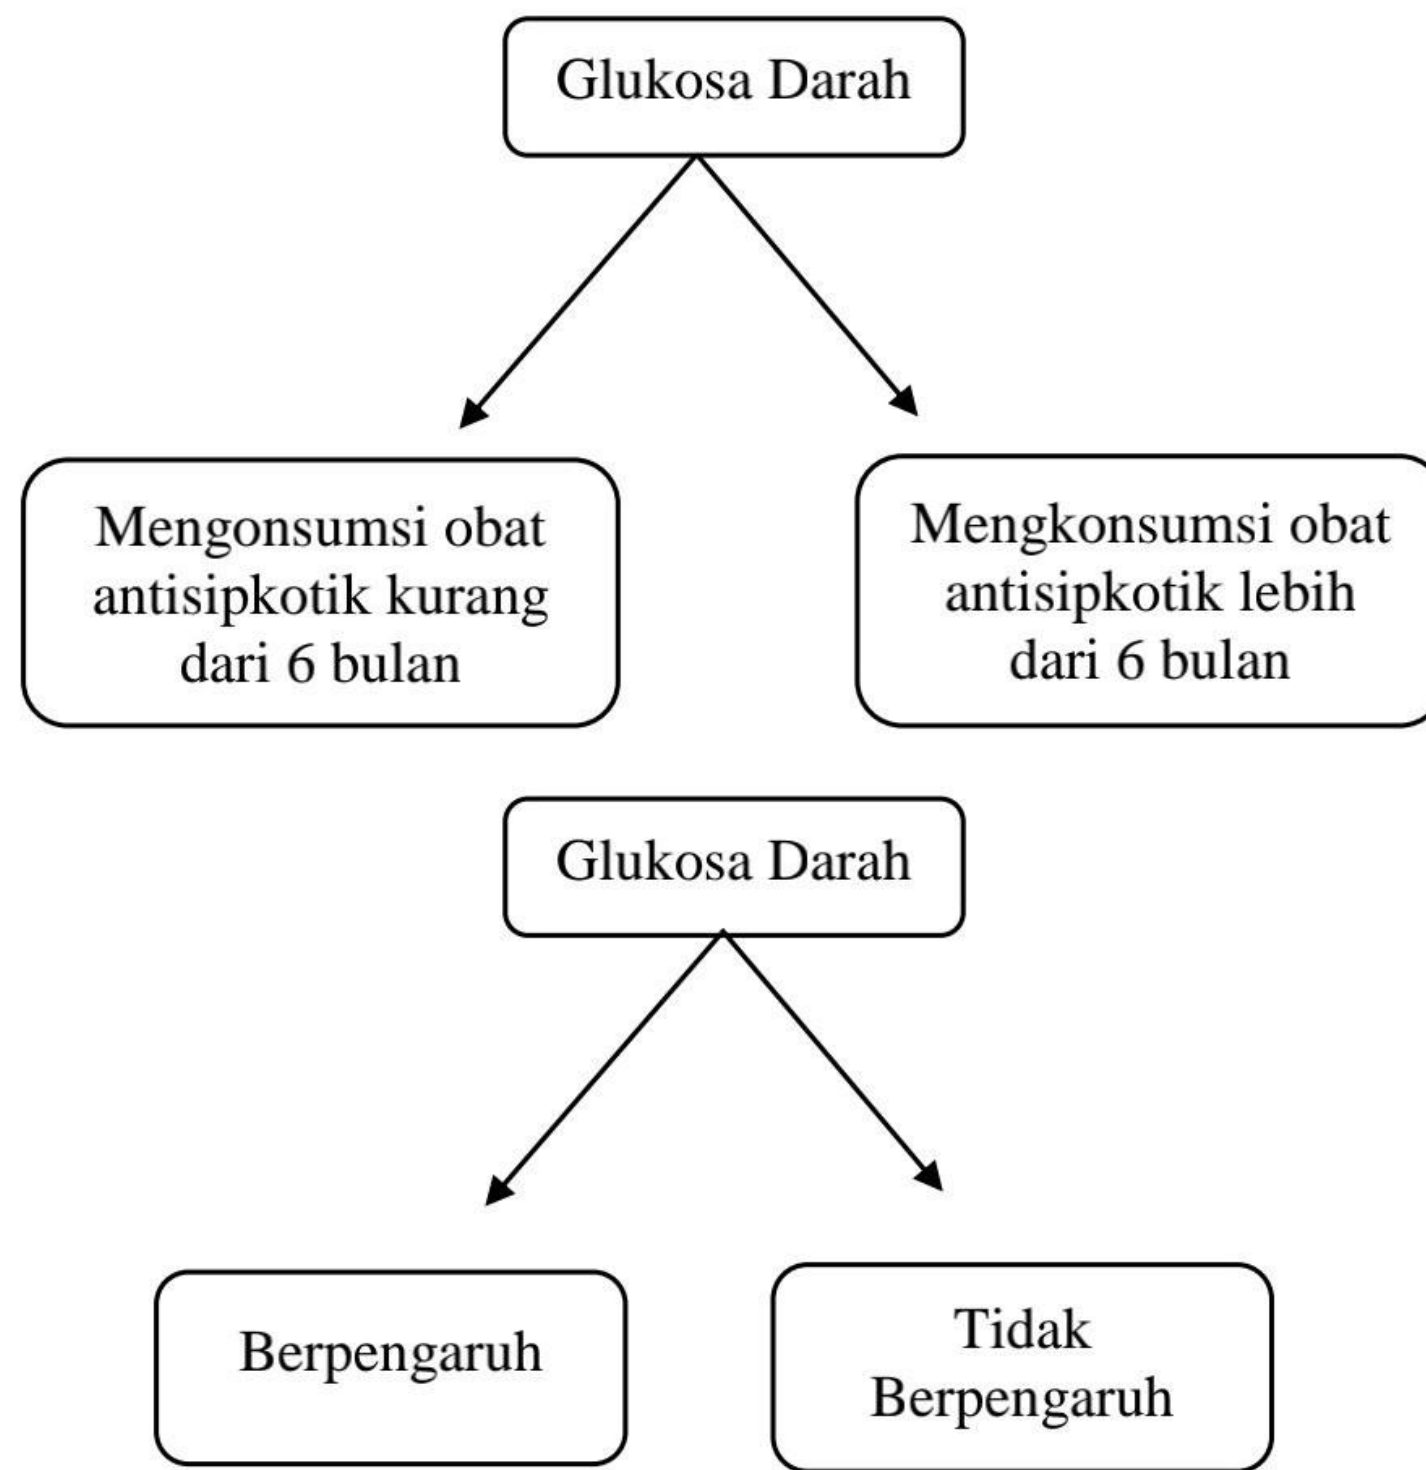 Glukosa Darah
Mengonsumsi obat
antisipkotik kurang
dari 6 bulan
Mengkonsumsi obat
antisipkotik lebih
dari 6 bulan
Glukosa Darah
Berpengaruh
Tidak
Berpengaruh